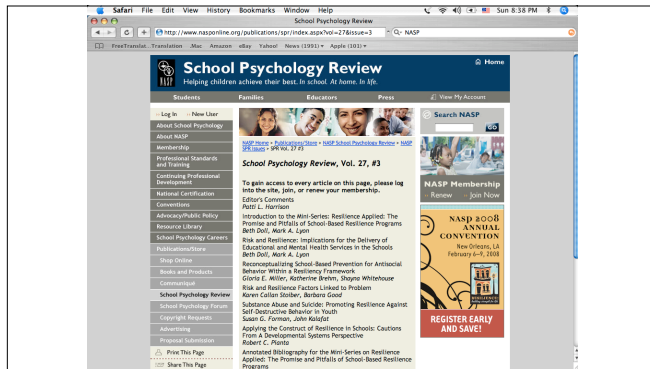 Safari File Edit View History Bookmarks Window Help Sun 8:38 PM
School Psychology Review
http://www.nasponline.org/publications/spr/index.aspx?vol=27&issue=3 NASP
FreeTranslat...Translation .Mac Amazon eBay Yahoo! News (1991) Apple (101)
NASP
School Psychology Review
Helping children achieve their best. In school. At home. In life.
Home
Students Families Educators Press View My Account
Log In New User
About School Psychology
About NASP
Membership
Professional Standards
and Training
Continuing Professional
Development
National Certification
Conventions
Advocacy/Public Policy
Resource Library
School Psychology Careers
Publications/Store
Shop Online
Books and Products
Communiqué
School Psychology Review
School Psychology Forum
Copyright Requests
Advertising
Proposal Submission
Print This Page
Share This Page
NASP Home » Publications/Store » NASP School Psychology Review » NASP
SPR Issues » SPR Vol. 27 #3
School Psychology Review, Vol. 27, #3
To gain access to every article on this page, please log
into the site, join, or renew your membership.
Editor's Comments
Patti L. Harrison
Introduction to the Mini-Series: Resilience Applied: The
Promise and Pitfalls of School-Based Resilience Programs
Beth Doll, Mark A. Lyon
Risk and Resilience: Implications for the Delivery of
Educational and Mental Health Services in the Schools
Beth Doll, Mark A. Lyon
Reconceptualizing School-Based Prevention for Antisocial
Behavior Within a Resiliency Framework
Gloria E. Miller, Katherine Brehm, Shayna Whitehouse
Risk and Resilience Factors Linked to Problem
Karen Callan Stoiber, Barbara Good
Substance Abuse and Suicide: Promoting Resilience Against
Self-Destructive Behavior in Youth
Susan G. Forman, John Kalafat
Applying the Construct of Resilience in Schools: Cautions
From A Developmental Systems Perspective
Robert C. Pianta
Annotated Bibliography for the Mini-Series on Resilience
Applied: The Promise and Pitfalls of School-Based Resilience
Programs
Search NASP
GO
NASP Membership
Renew Join Now
NASP 2008
ANNUAL
CONVENTION
New Orleans, LA
February 6-9, 2008
RESILIENCE
REGISTER EARLY
AND SAVE!